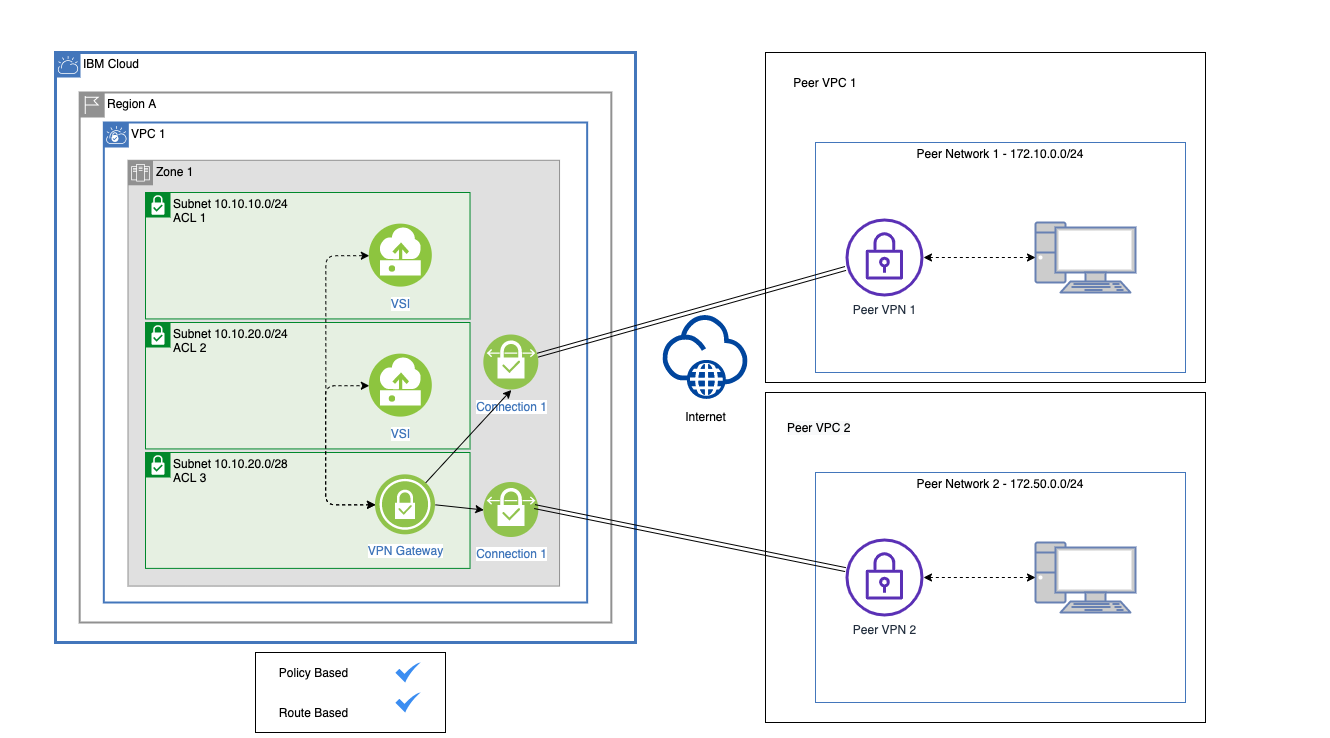 IBM Cloud
Region A
VPC 1
Zone 1
Subnet 10.10.10.0/24
ACL 1
VSI
Subnet 10.10.20.0/24
ACL 2
VSI
Connection 1
Subnet 10.10.20.0/28
ACL 3
VPN Gateway
Connection 1
Internet
Peer VPC 1
Peer Network 1 - 172.10.0.0/24
Peer VPN 1
Peer VPC 2
Peer Network 2 - 172.50.0.0/24
Peer VPN 2
Policy Based
Route Based